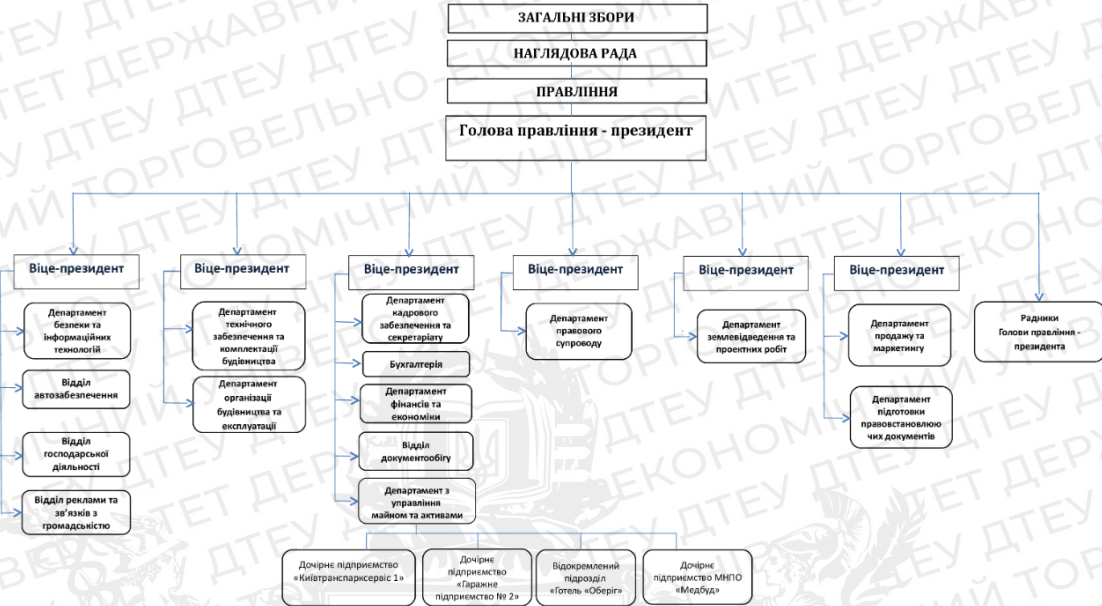 ЗАГАЛЬНІ ЗБОРИ
НАГЛЯДОВА РАДА
ПРАВЛІННЯ
Голова правління - президент
Віце-президент
Департамент
безпеки та
інформаційних
технологій
Відділ
автозабезпечення
Відділ
господарської
діяльності
Відділ реклами та
зв’язків з
громадськістю
Віце-президент
Департамент
технічного
забезпечення та
комплектації
будівництва
Департамент
організації
будівництва та
експлуатації
Віце-президент
Департамент
кадрового
забезпечення та
секретаріату
Бухгалтерія
Департамент
фінансів та
економіки
Відділ
документообігу
Департамент з
управління
майном та активами
Дочірнє підприємство
«Київтранспарксервіс 1»
Дочірнє
підприємство
«Гаражне
підприємство № 2»
Відокремлений
підрозділ
«Готель «Оберіг»
Дочірнє
підприємство МНПО
«Медбуд»
Віце-президент
Департамент
правового
супроводу
Віце-президент
Департамент
землевідведення та
проектних робіт
Віце-президент
Департамент
продажу та
маркетингу
Департамент
підготовки
правовстановлюю
чих документів
Радники
Голови правління -
президента